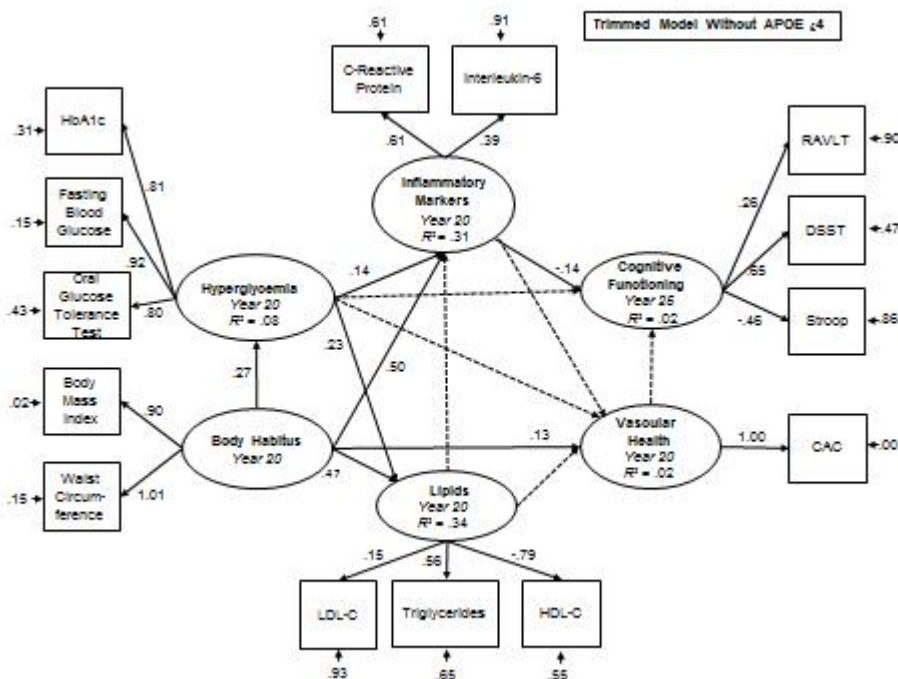 Trimmed Model Without APOE ¿4
.61
.91
C-Reactive
Protein
Interleukin-6
.61
.39
HbA1c
.31
.81
Fasting
Blood
Glucose
.15
.92
Oral
Glucose
Tolerance
Test
.43
.80
Body
Mass
Index
.02
.90
Waist
Circum-
ference
.15
1.01
Inflammatory
Markers
Year 20
R² = .31
Hyperglycemia
Year 20
R² = .08
.14
.23
.27
.50
Body Habitus
Year 20
.47
.13
-.14
Cognitive
Functioning
Year 25
R² = .02
.26
.65
-.46
RAVLT
.90
DSST
.47
Stroop
.86
Vascular
Health
Year 20
R² = .02
1.00
CAC
.00
Lipids
Year 20
R² = .34
.15
.56
-.79
LDL-C
Triglycerides
HDL-C
.93
.65
.55